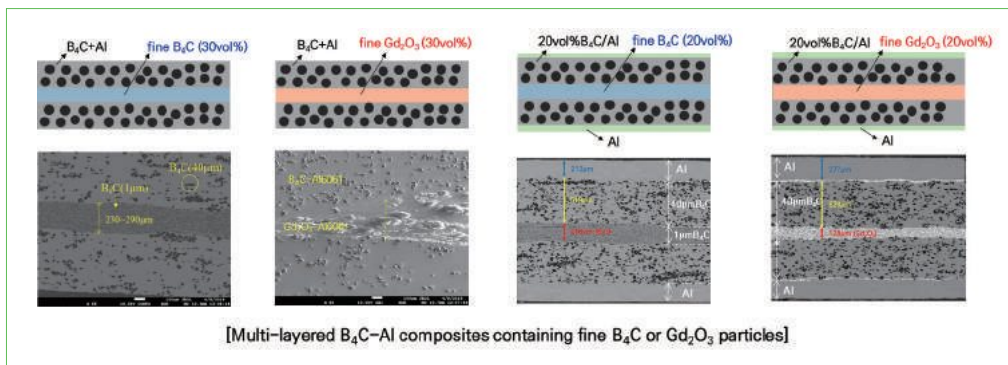 B₄C+Al
fine B₄C (30vol%)
B₄C+Al
fine Gd₂O₃ (30vol%)
20vol%B₄C/Al
fine B₄C (20vol%)
Al
20vol%B₄C/Al
fine Gd₂O₃ (20vol%)
Al
B₄C(40μm)
B₄C(1μm)
230~290μm
B₄C-Al6061
Al
40μmB₄C
1μmB₄C
Al
Al
40μmB₄C
Al
[Multi-layered B₄C-Al composites containing fine B₄C or Gd₂O₃ particles]